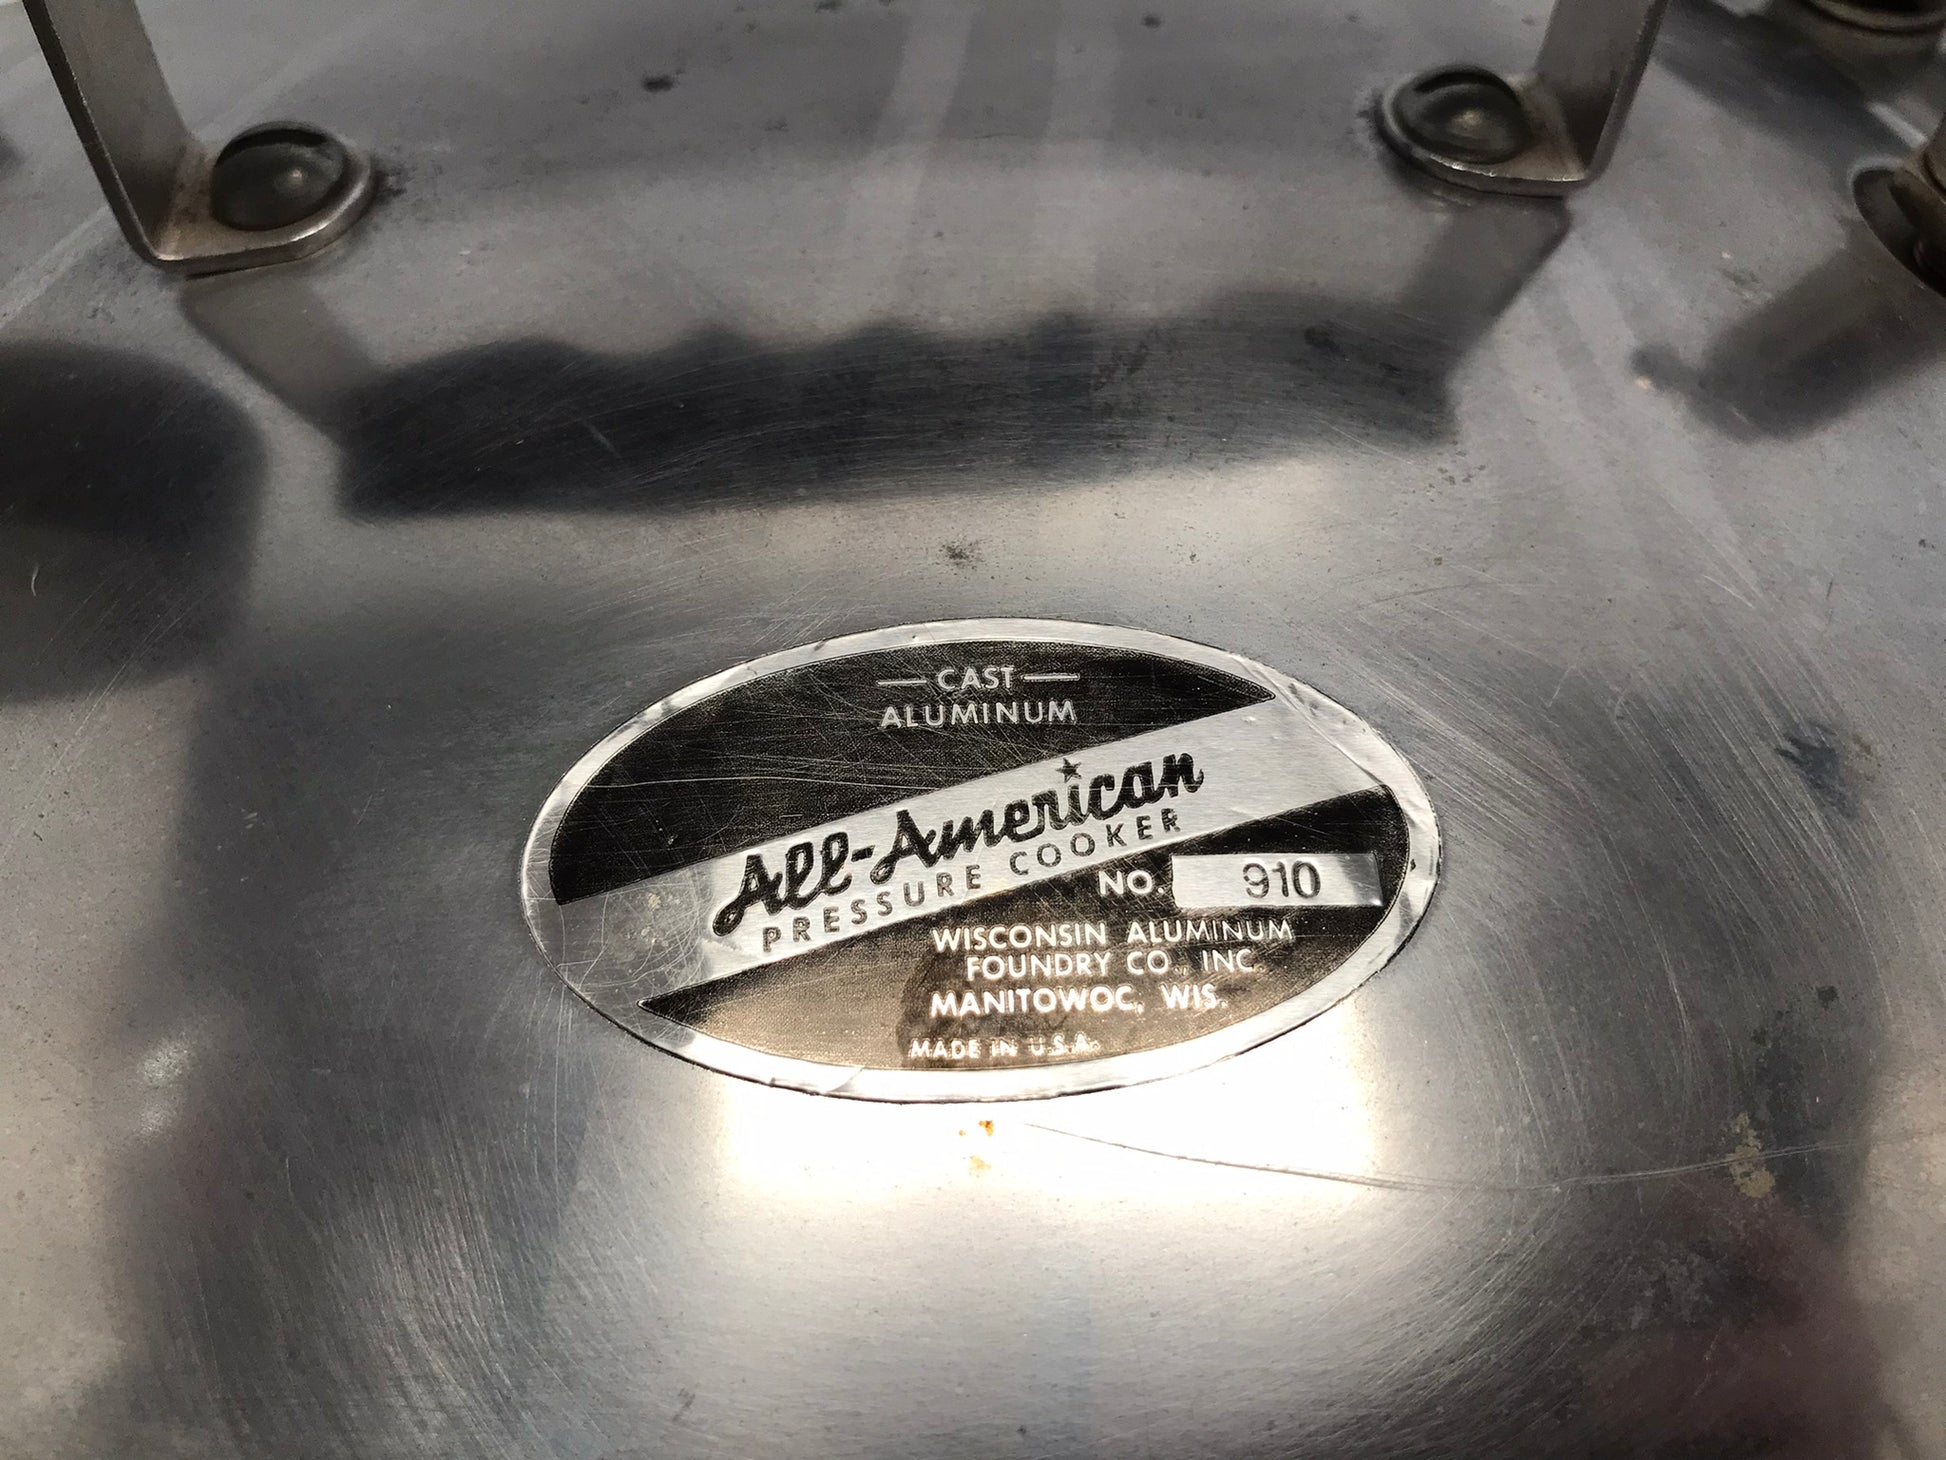 CAST
ALUMINUM
All-American
PRESSURE COOKER
NO. 910
WISCONSIN ALUMINUM
FOUNDRY CO., INC.
MANITOWOC, WIS.
MADE IN U.S.A.